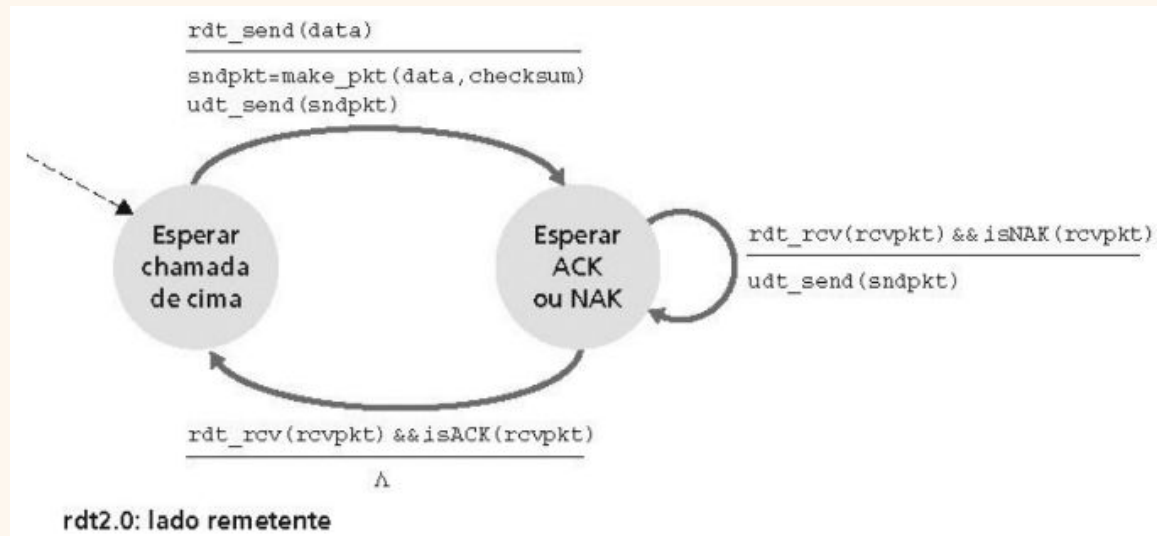 rdt_send(data)
sndpkt=make_pkt(data,checksum)
udt_send(sndpkt)
Esperar
chamada
de cima
Esperar
ACK
ou NAK
rdt_rcv(rcvpkt)&&isNAK(rcvpkt)
udt_send(sndpkt)
rdt_rcv(rcvpkt)&&isACK(rcvpkt)
Λ
rdt2.0: lado remetente